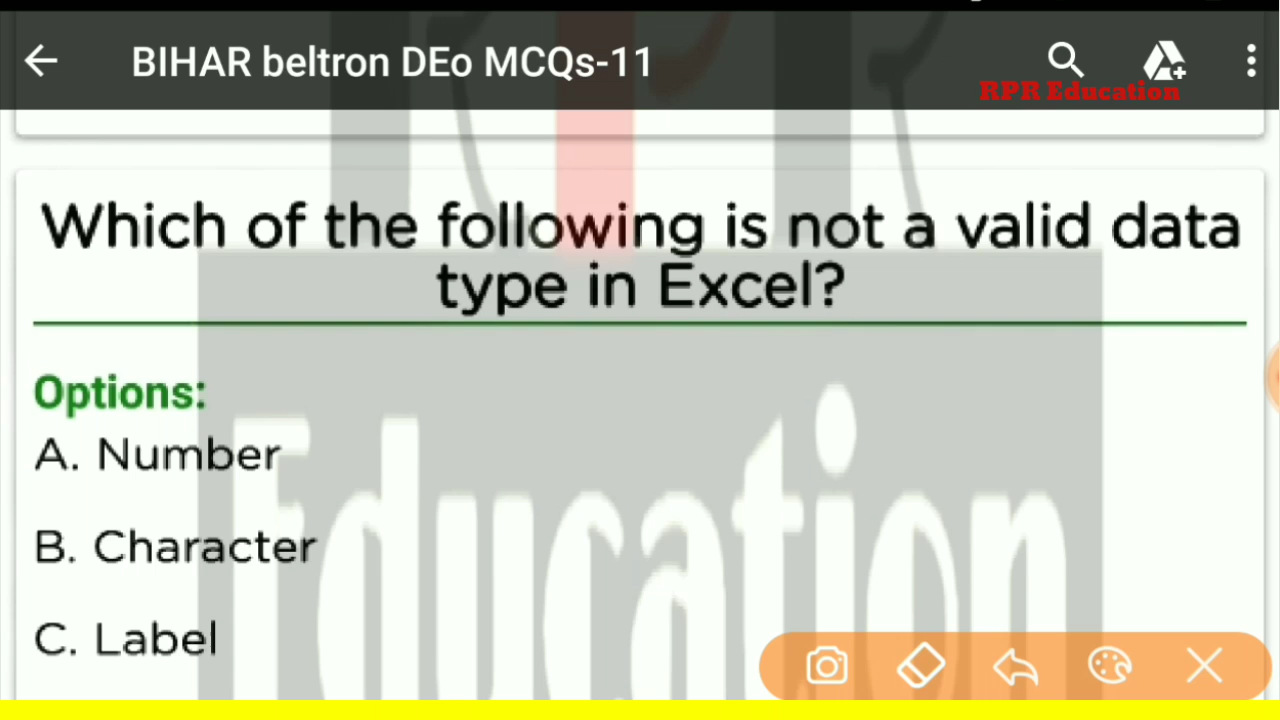 BIHAR beltron DEo MCQs-11
RPR Education
Which of the following is not a valid data
type in Excel?
Options:
A. Number
B. Character
C. Label
Education